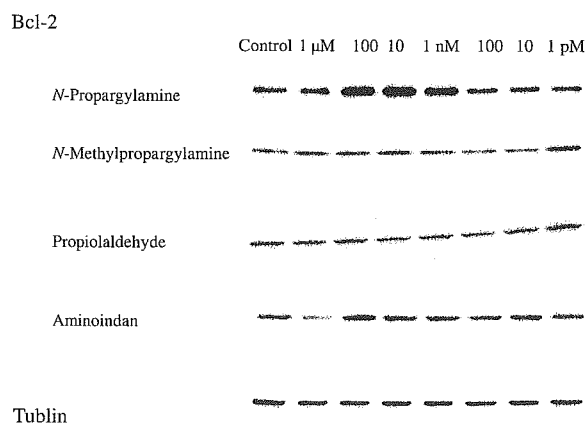 Bcl-2
Control 1 μM 100 10 1 nM 100 10 1 pM
N-Propargylamine
N-Methylpropargylamine
Propiolaldehyde
Aminoindan
Tublin